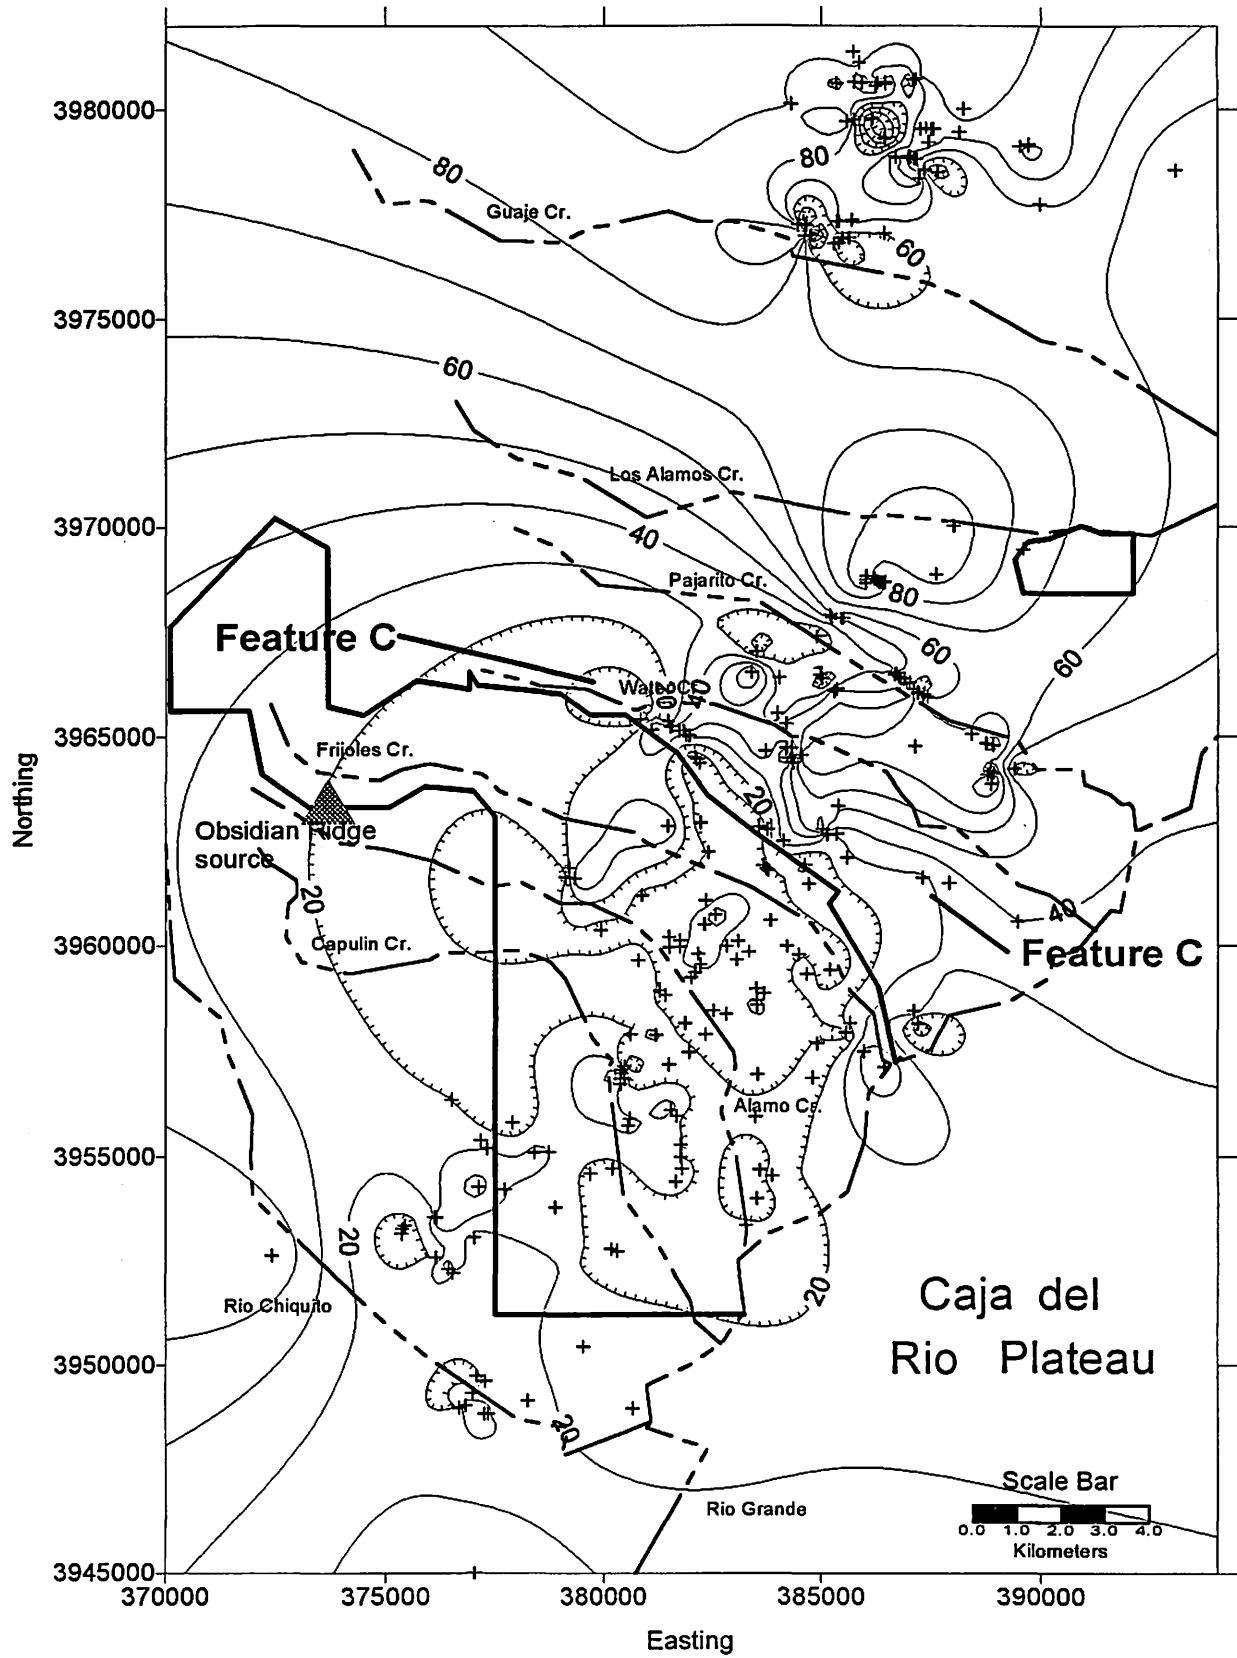 3980000
80
80
Guaje Cr.
60
3975000
60
Los Alamos Cr.
3970000
40
Pajarito Cr.
80
Feature C
60
60
40
3965000
Frijoles Cr.
20
Obsidian Ridge
source
20
40
Capulin Cr.
3960000
Feature C
Northing
Alamo Cr.
3955000
20
20
Caja del
Rio Chiquito
Rio Plateau
3950000
20
Scale Bar
Rio Grande
0.0 1.0 2.0 3.0 4.0
Kilometers
3945000
370000 375000 380000 385000 390000
Easting